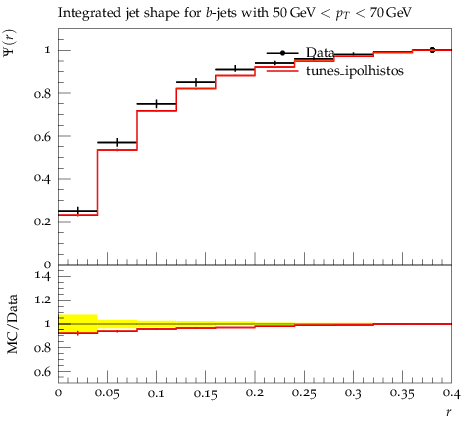 Integrated jet shape for b-jets with 50 GeV < p_T < 70 GeV
Ψ(r)
1
0.8
0.6
0.4
0.2
0
Data
tunes_ipolhistos
MC/Data
1.4
1.2
1
0.8
0.6
0 0.05 0.1 0.15 0.2 0.25 0.3 0.35 0.4
r